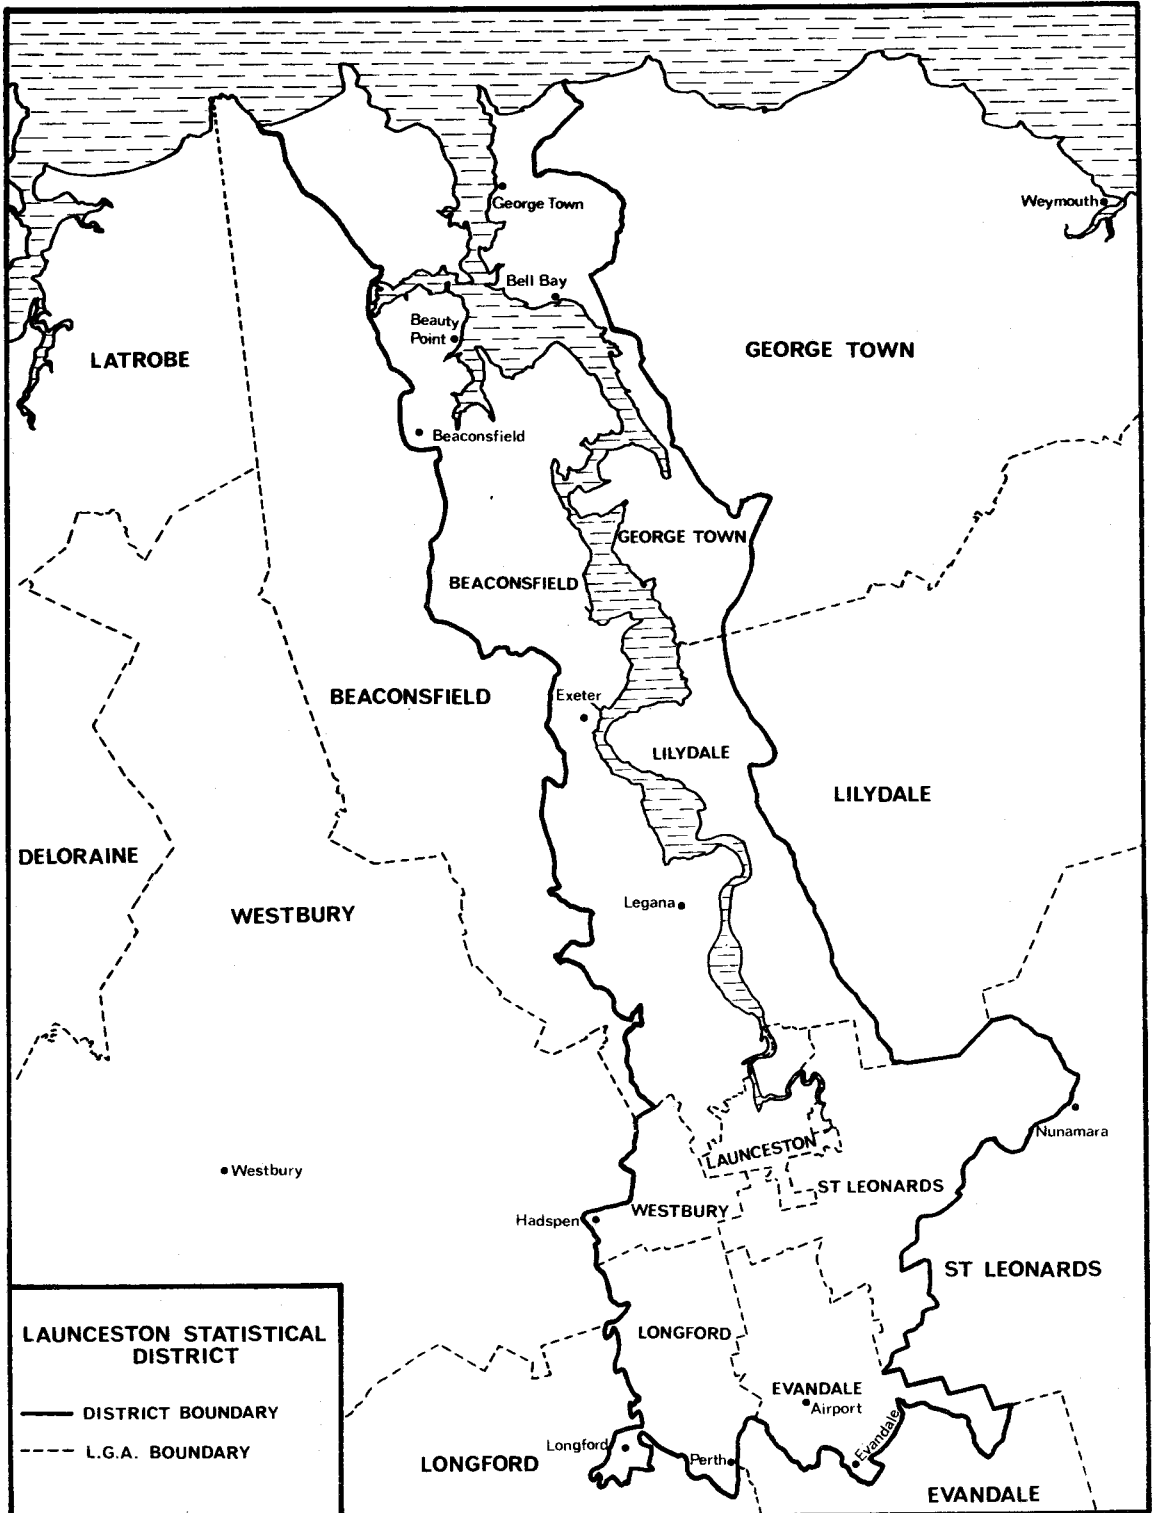 George Town
Weymouth
Bell Bay
Beauty
Point
LATROBE
GEORGE TOWN
Beaconsfield
GEORGE TOWN
BEACONSFIELD
BEACONSFIELD
Exeter
LILYDALE
LILYDALE
DELORAINE
WESTBURY
Legana
Nunamara
LAUNCESTON
Westbury
ST LEONARDS
WESTBURY
Hadspen
ST LEONARDS
LONGFORD
EVANDALE
Airport
Evandale
Longford
Perth
LONGFORD
EVANDALE
LAUNCESTON STATISTICAL
DISTRICT
DISTRICT BOUNDARY
L.G.A. BOUNDARY